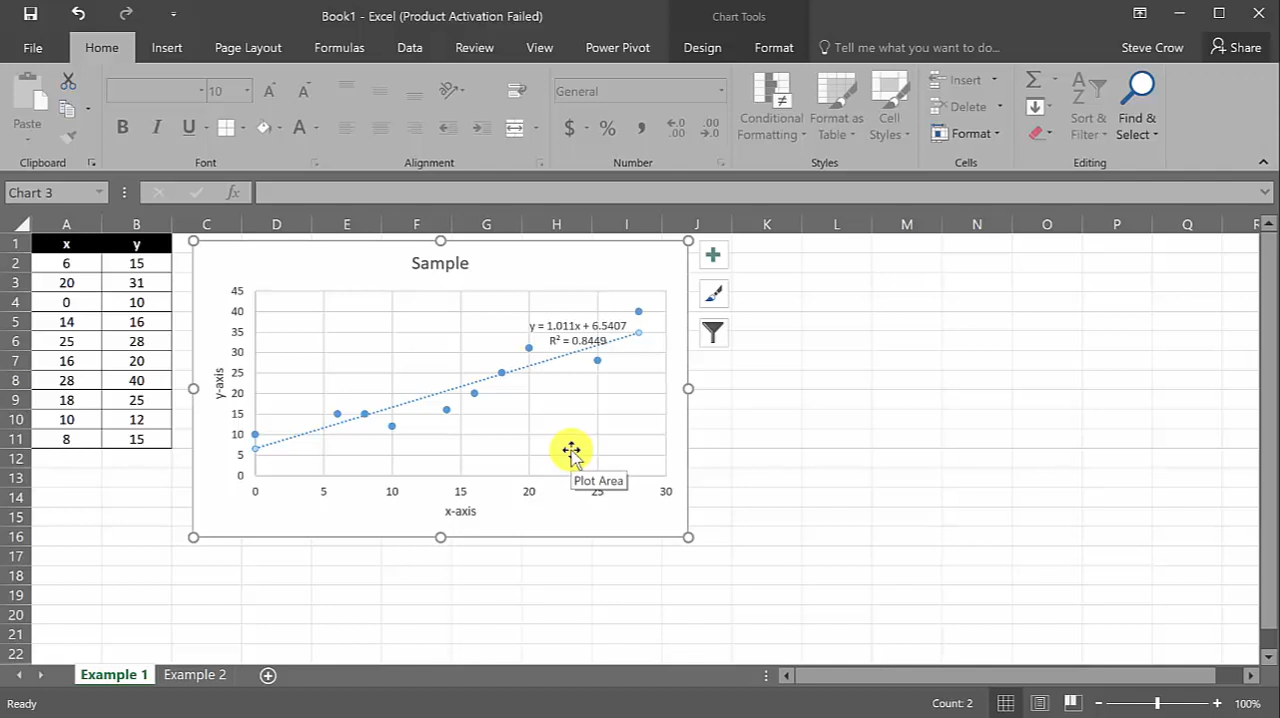 Book1 - Excel (Product Activation Failed)
Chart Tools
File Home Insert Page Layout Formulas Data Review View Power Pivot Design Format Tell me what you want to do... Steve Crow Share
Paste
Clipboard
10
B I U A
Font
Alignment
General
$ % ,
Number
Conditional Formatting
Format as Table
Cell Styles
Styles
Insert
Delete
Format
Cells
Sort & Filter
Find & Select
Editing
Chart 3
fx
A B C D E F G H I J K L M N O P Q R
1 x y
2 6 15
3 20 31
4 0 10
5 14 16
6 25 28
7 16 20
8 28 40
9 18 25
10 10 12
11 8 15
12
13
14
15
16
17
18
19
20
21
22
Sample
45
40
35
30
25
20
15
10
5
0
y = 1.011x + 6.5407
R² = 0.8449
y-axis
0 5 10 15 20 25 30
x-axis
Plot Area
Example 1 Example 2
Ready
Count: 2
100%